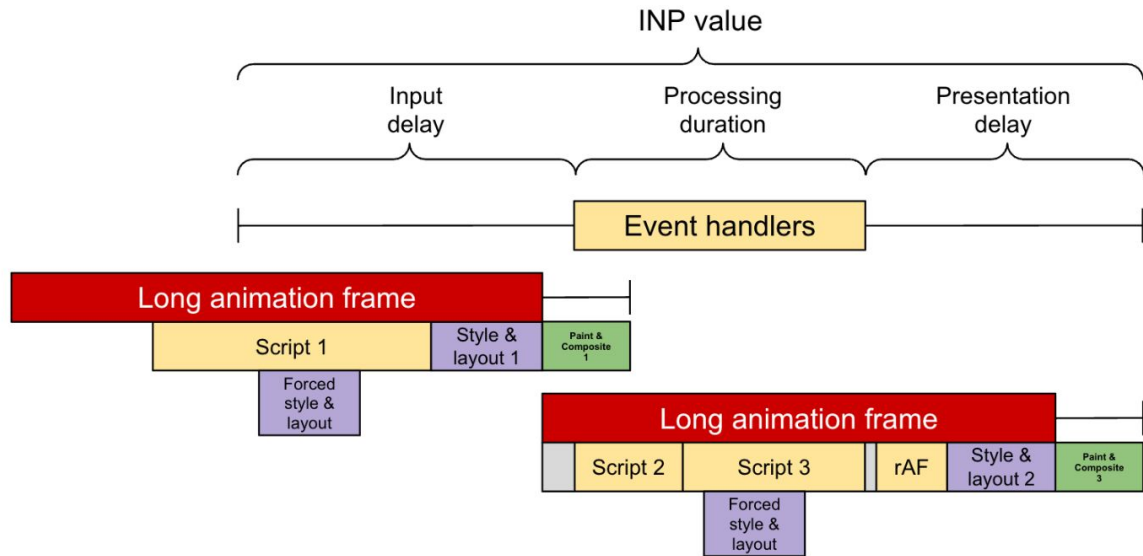 INP value
Input
delay
Processing
duration
Presentation
delay
Event handlers
Long animation frame
Script 1
Style &
layout 1
Paint &
Composite
1
Forced
style &
layout
Long animation frame
Script 2
Script 3
rAF
Style &
layout 2
Paint &
Composite
3
Forced
style &
layout